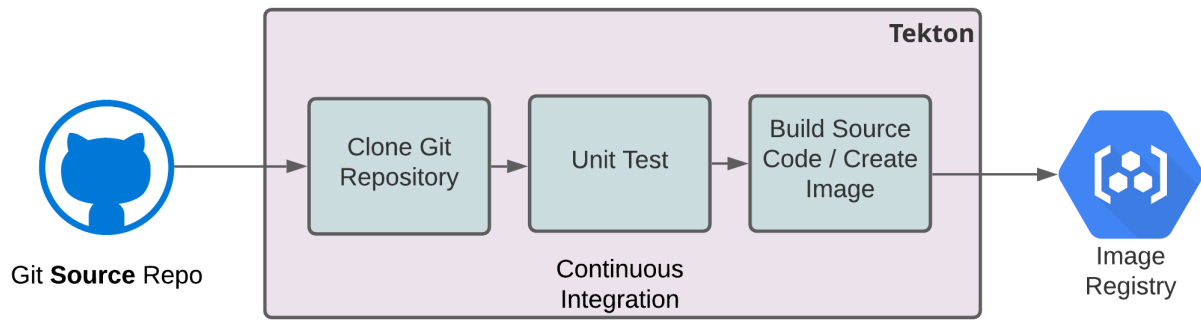 Tekton
Clone Git
Repository
Unit Test
Build Source
Code / Create
Image
Git Source Repo
Continuous
Integration
Image
Registry